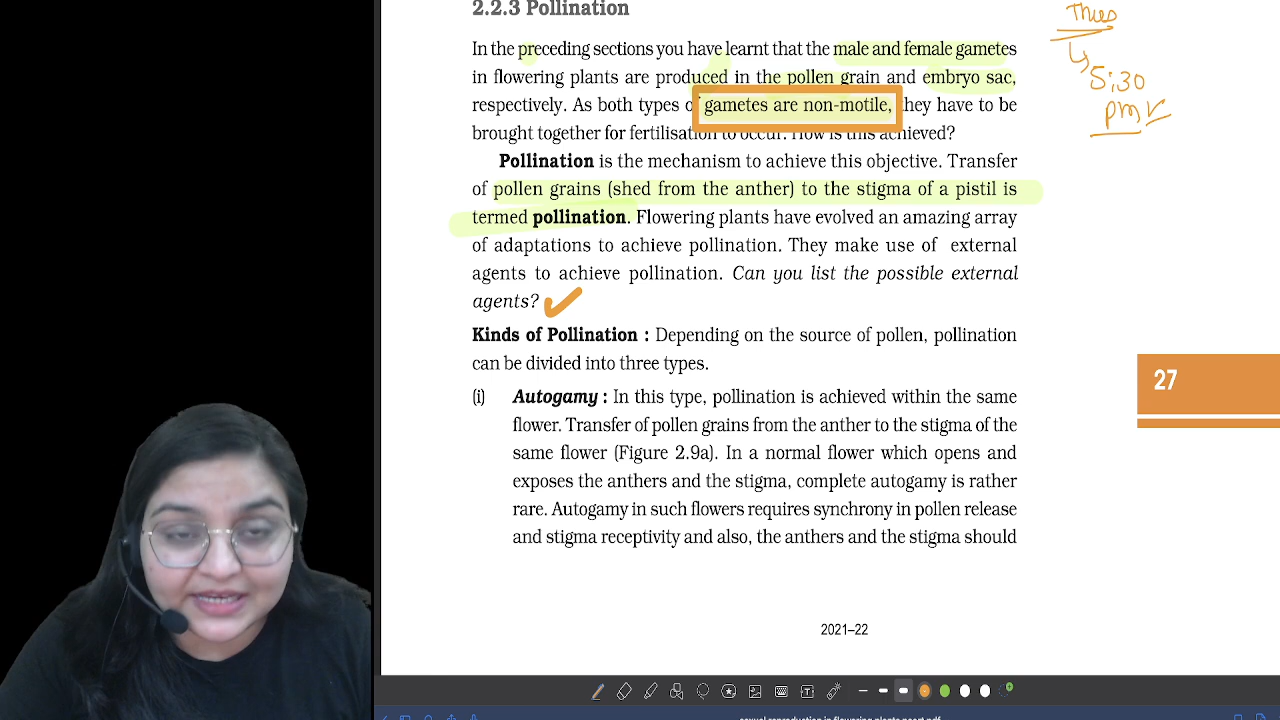 2.2.3 Pollination
In the preceding sections you have learnt that the male and female gametes
in flowering plants are produced in the pollen grain and embryo sac,
respectively. As both types of gametes are non-motile, they have to be
brought together for fertilisation to occur. How is this achieved?
Pollination is the mechanism to achieve this objective. Transfer
of pollen grains (shed from the anther) to the stigma of a pistil is
termed pollination. Flowering plants have evolved an amazing array
of adaptations to achieve pollination. They make use of external
agents to achieve pollination. Can you list the possible external
agents?
Kinds of Pollination : Depending on the source of pollen, pollination
can be divided into three types.
(i) Autogamy : In this type, pollination is achieved within the same
flower. Transfer of pollen grains from the anther to the stigma of the
same flower (Figure 2.9a). In a normal flower which opens and
exposes the anthers and the stigma, complete autogamy is rather
rare. Autogamy in such flowers requires synchrony in pollen release
and stigma receptivity and also, the anthers and the stigma should
2021–22
Thurs
5:30
pm
27